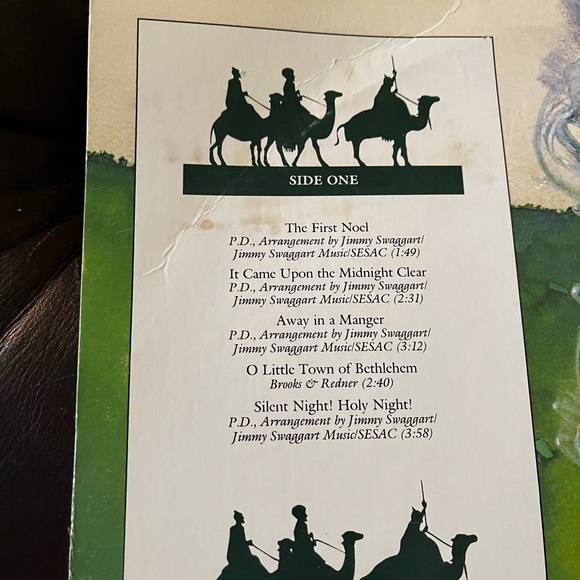 SIDE ONE
The First Noel
P.D., Arrangement by Jimmy Swaggart/
Jimmy Swaggart Music/SESAC (1:49)
It Came Upon the Midnight Clear
P.D., Arrangement by Jimmy Swaggart/
Jimmy Swaggart Music/SESAC (2:31)
Away in a Manger
P.D., Arrangement by Jimmy Swaggart/
Jimmy Swaggart Music/SESAC (3:12)
O Little Town of Bethlehem
Brooks & Redner (2:40)
Silent Night! Holy Night!
P.D., Arrangement by Jimmy Swaggart/
Jimmy Swaggart Music/SESAC (3:58)